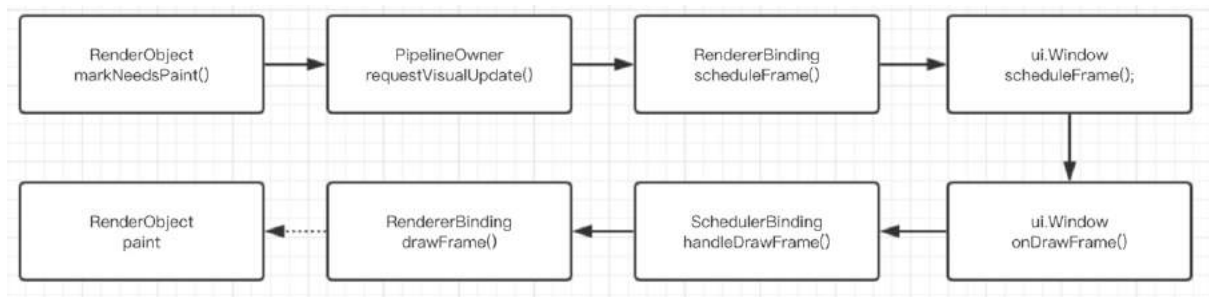 RenderObject
markNeedsPaint()
PipelineOwner
requestVisualUpdate()
RendererBinding
scheduleFrame()
ui.Window
scheduleFrame();
RenderObject
paint
RendererBinding
drawFrame()
SchedulerBinding
handleDrawFrame()
ui.Window
onDrawFrame()